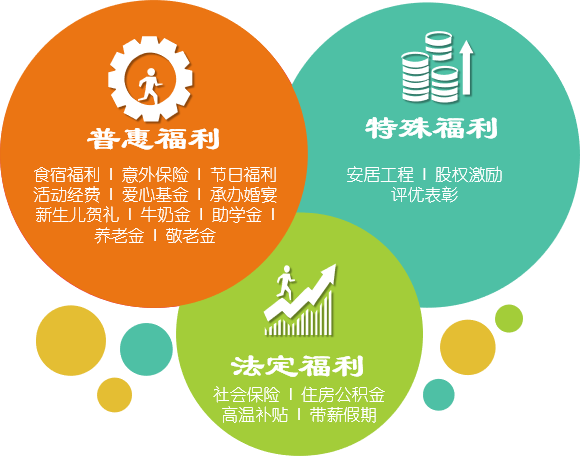 普惠福利
食宿福利 I 意外保险 I 节日福利
活动经费 I 爱心基金 I 承办婚宴
新生儿贺礼 I 牛奶金 I 助学金 I
养老金 I 敬老金
特殊福利
安居工程 I 股权激励
评优表彰
法定福利
社会保险 I 住房公积金
高温补贴 I 带薪假期